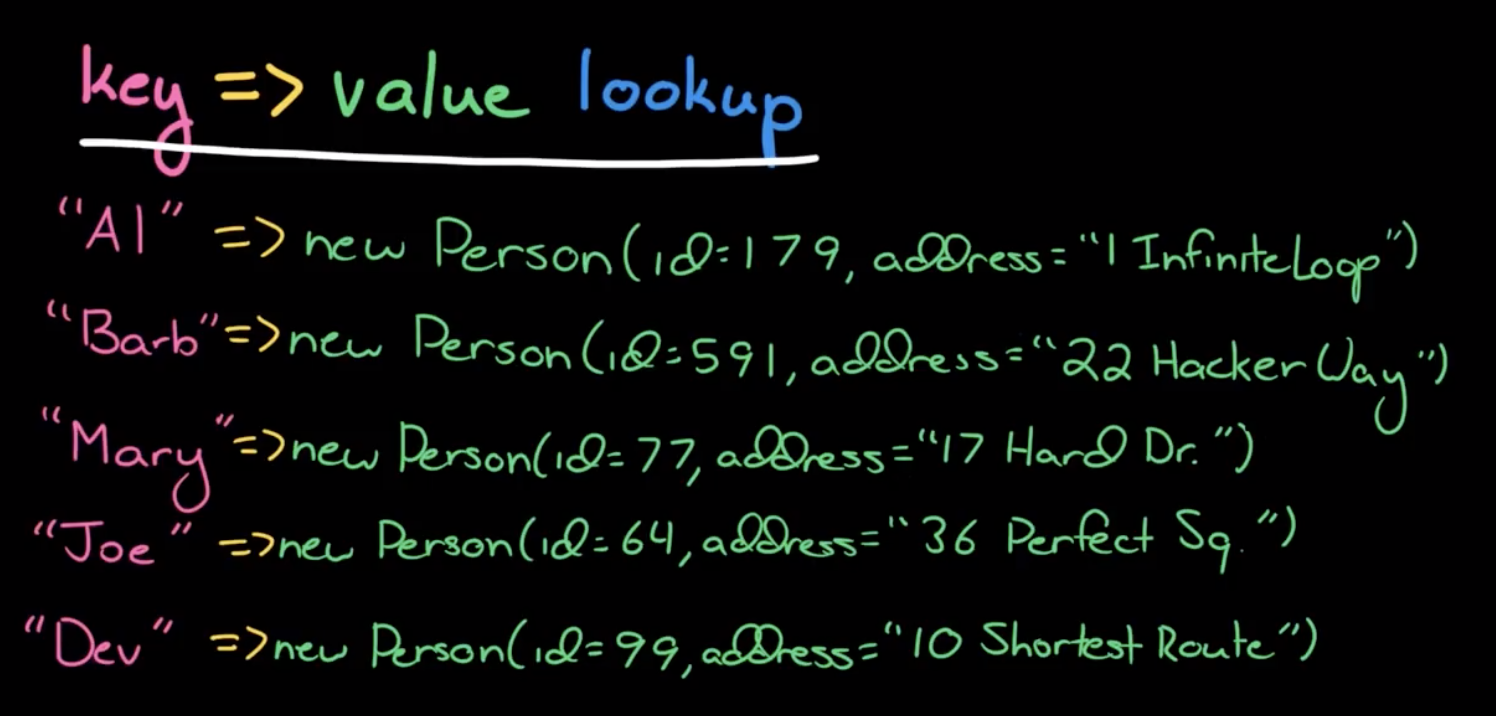 key => value lookup
"Al" => new Person(id=179, address="1 Infinite Loop")
"Barb" => new Person(id=591, address="22 Hacker Way")
"Mary" => new Person(id=77, address="17 Hard Dr.")
"Joe" => new Person(id=64, address="36 Perfect Sq.")
"Dev" => new Person(id=99, address="10 Shortest Route")